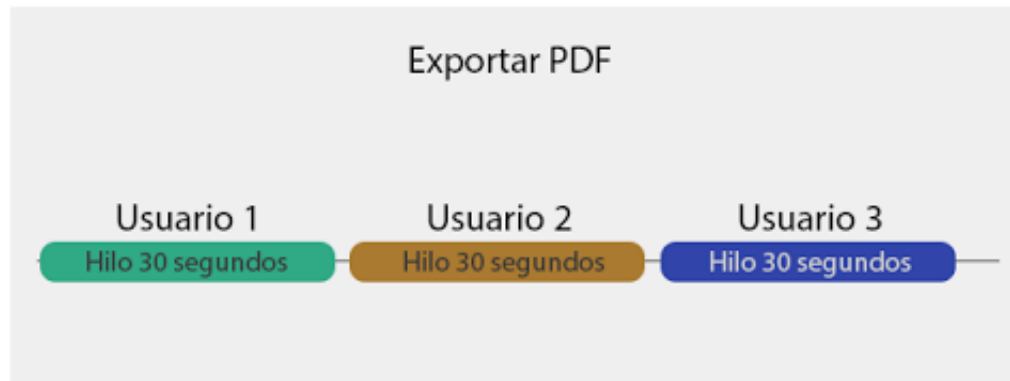 Exportar PDF
Usuario 1 Usuario 2 Usuario 3
Hilo 30 segundos Hilo 30 segundos Hilo 30 segundos